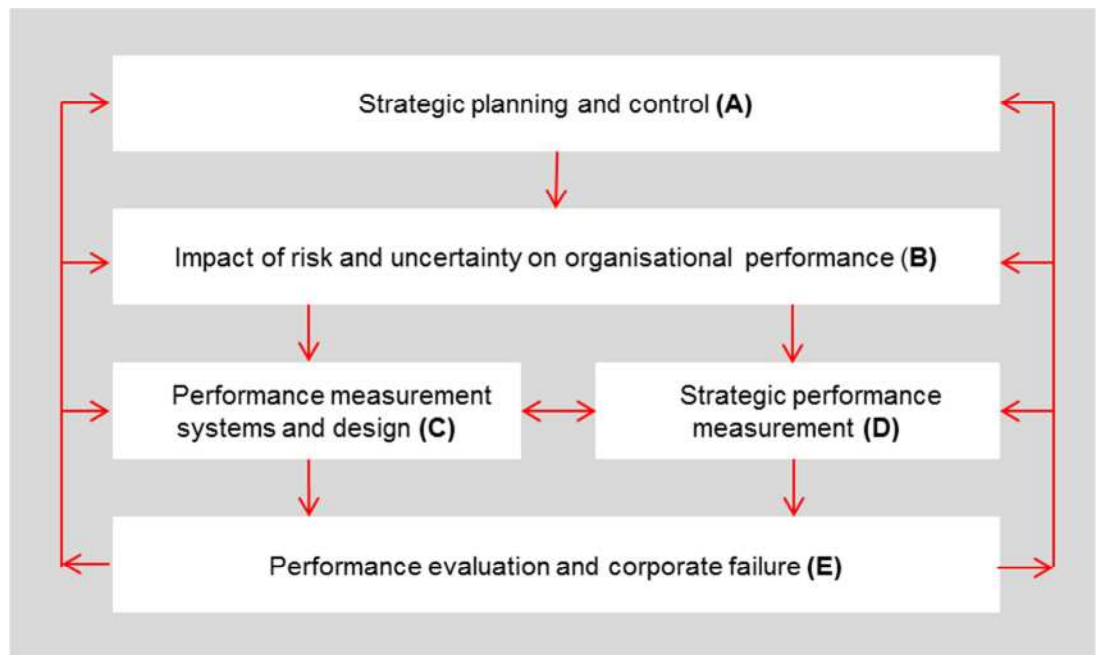 Strategic planning and control (A)
Impact of risk and uncertainty on organisational performance (B)
Performance measurement
systems and design (C)
Strategic performance
measurement (D)
Performance evaluation and corporate failure (E)